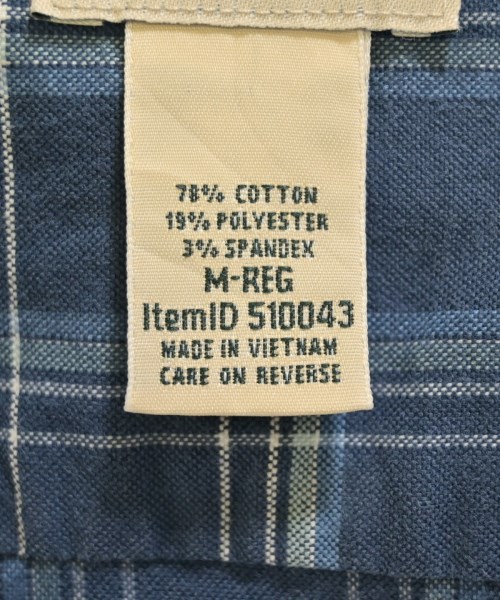 78% COTTON
19% POLYESTER
3% SPANDEX
M-REG
ItemID 510043
MADE IN VIETNAM
CARE ON REVERSE